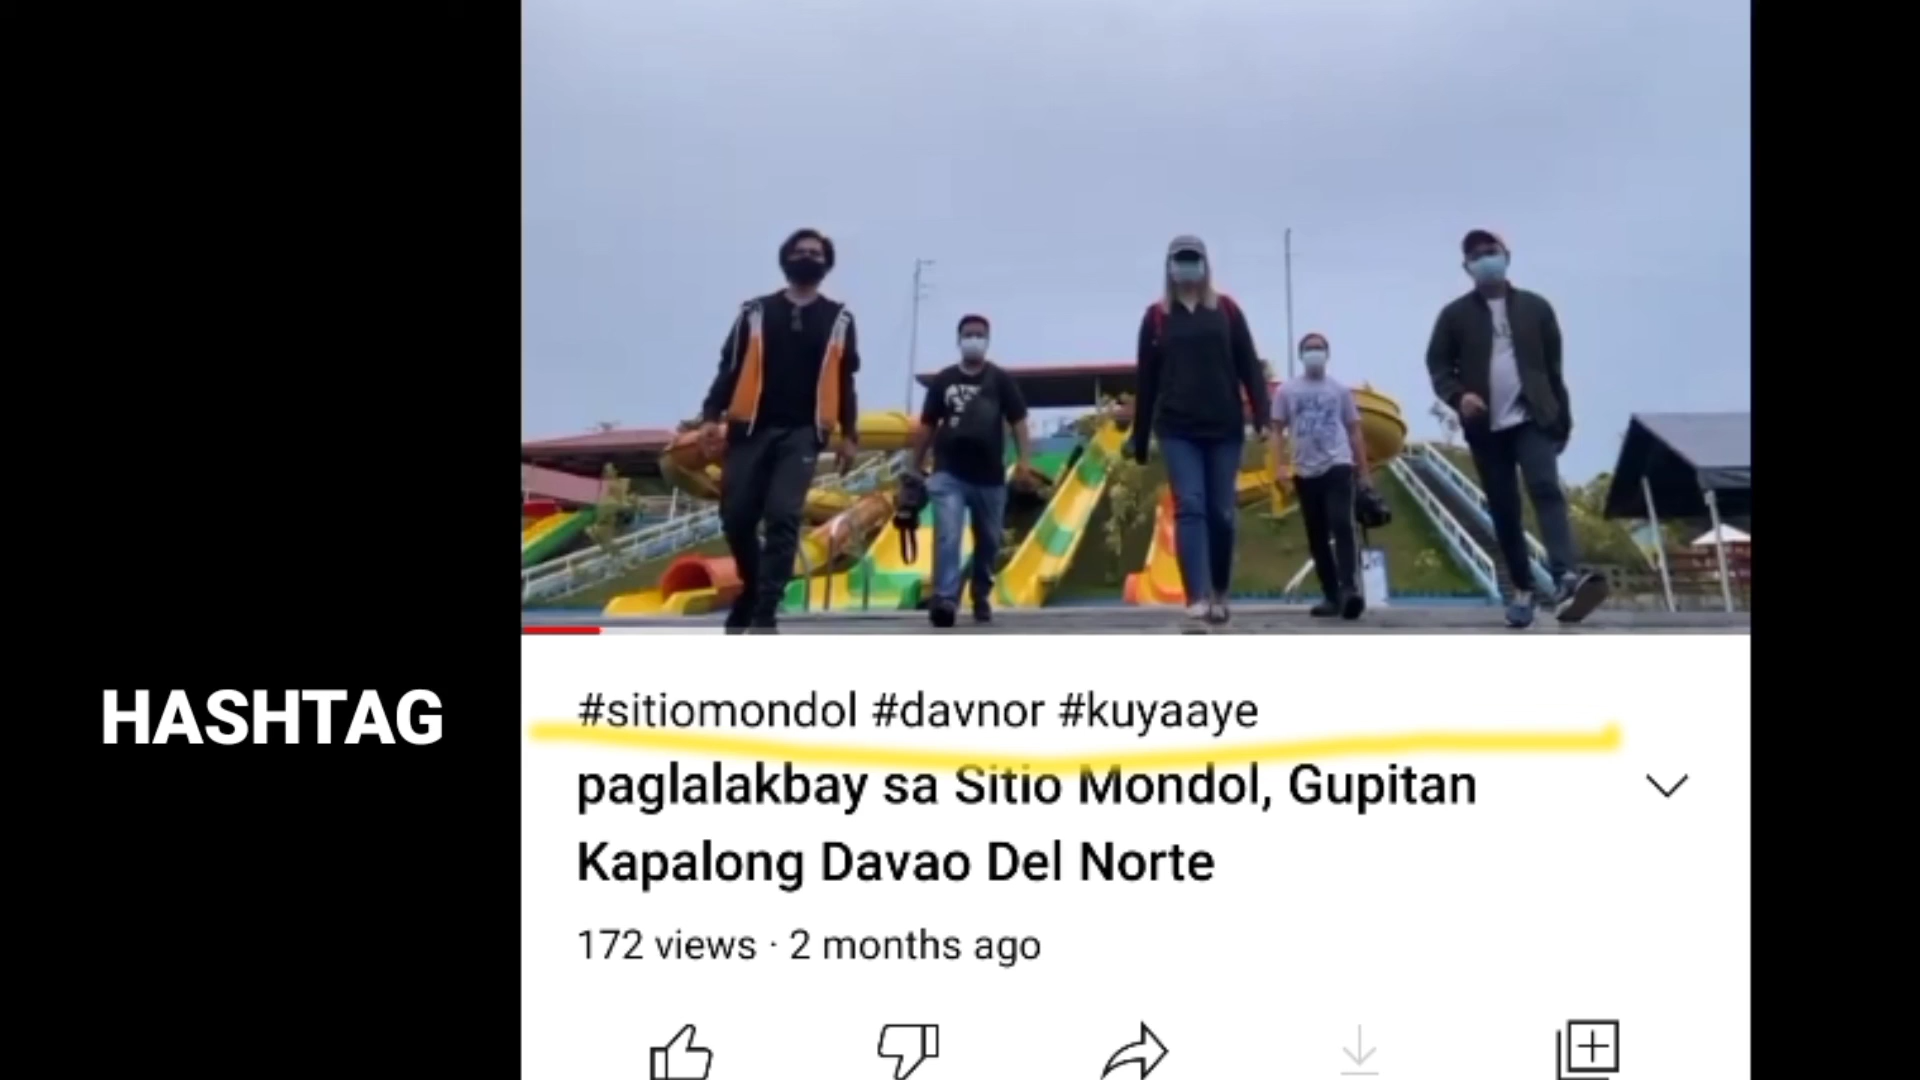 HASHTAG
#sitiomondol #davnor #kuyaaye
paglalakbay sa Sitio Mondol, Gupitan
Kapalong Davao Del Norte
172 views · 2 months ago